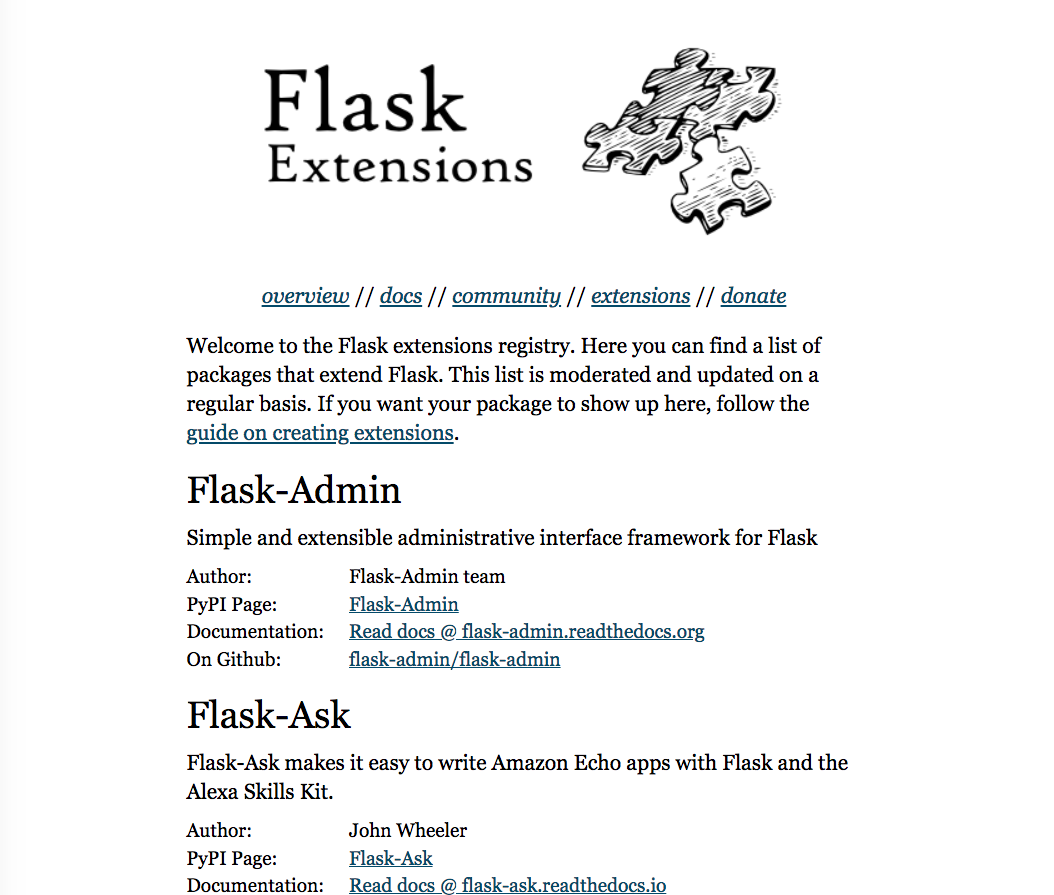 Flask
Extensions
overview // docs // community // extensions // donate
Welcome to the Flask extensions registry. Here you can find a list of
packages that extend Flask. This list is moderated and updated on a
regular basis. If you want your package to show up here, follow the
guide on creating extensions.
Flask-Admin
Simple and extensible administrative interface framework for Flask
Author: Flask-Admin team
PyPI Page: Flask-Admin
Documentation: Read docs @ flask-admin.readthedocs.org
On Github: flask-admin/flask-admin
Flask-Ask
Flask-Ask makes it easy to write Amazon Echo apps with Flask and the
Alexa Skills Kit.
Author: John Wheeler
PyPI Page: Flask-Ask
Documentation: Read docs @ flask-ask.readthedocs.io